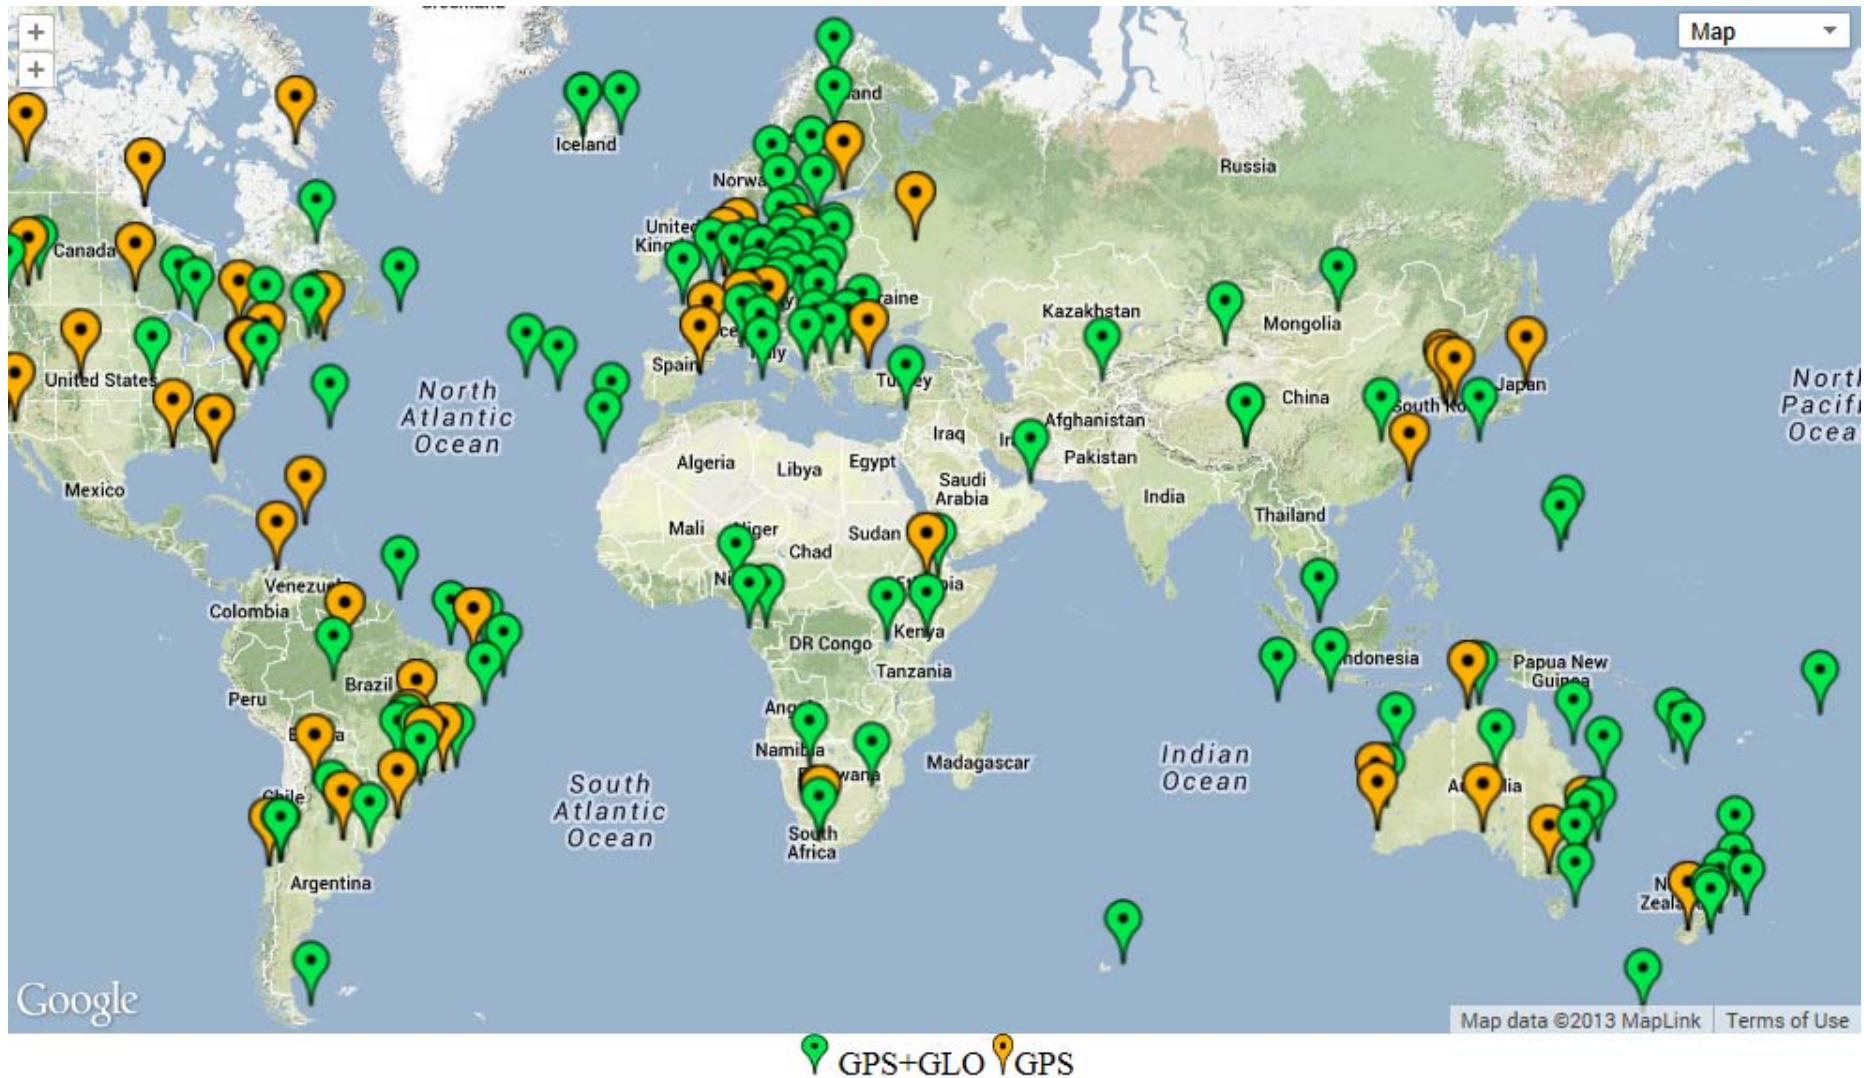 Map
Iceland
Russia
Canada
Kazakhstan
Mongolia
United States
North
Atlantic
Ocean
Spain
China
Japan
Afghanistan
Iraq
Pakistan
Algeria
Libya
Egypt
Saudi
Arabia
India
Mexico
Thailand
Mali
Sudan
Chad
Colombia
DR Congo
Kenya
Tanzania
Peru
Brazil
Papua New
Namibia
Madagascar
Indian
Ocean
South
Atlantic
Ocean
Chile
South
Africa
Argentina
Google
Map data ©2013 MapLink
Terms of Use
GPS+GLO GPS